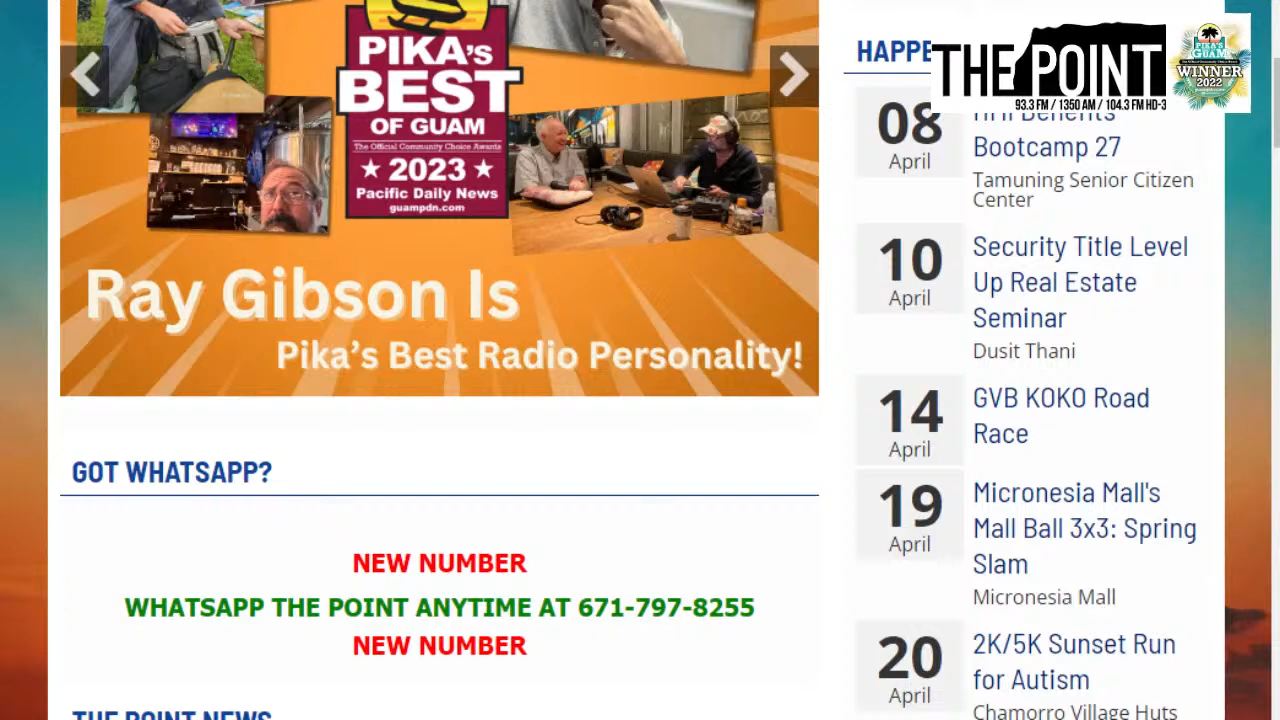 PIKA's
BEST
OF GUAM
The Official Community Choice Awards
★ 2023 ★
Pacific Daily News
guampdn.com
Ray Gibson Is
Pika's Best Radio Personality!
GOT WHATSAPP?
NEW NUMBER
WHATSAPP THE POINT ANYTIME AT 671-797-8255
NEW NUMBER
THE POINT NEWS
THE POINT
93.3 FM / 1350 AM / 104.3 FM HD-3
PIKA'S
GUAM
WINNER
2022
08
April
Benefits
Bootcamp 27
Tamuning Senior Citizen
Center
10
April
Security Title Level
Up Real Estate
Seminar
Dusit Thani
14
April
GVB KOKO Road
Race
19
April
Micronesia Mall's
Mall Ball 3x3: Spring
Slam
Micronesia Mall
20
April
2K/5K Sunset Run
for Autism
Chamorro Village Huts